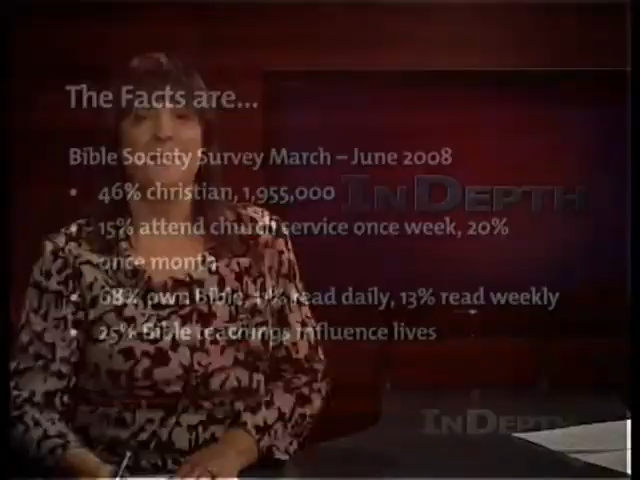 The Facts are...
Bible Society Survey March – June 2008
• 46% christian, 1,955,000
INDEPTH
• 15% attend church service once week, 20%
once month
• 68% own Bible, 11% read daily, 13% read weekly
• 25% Bible teachings influence lives
INDEPTH